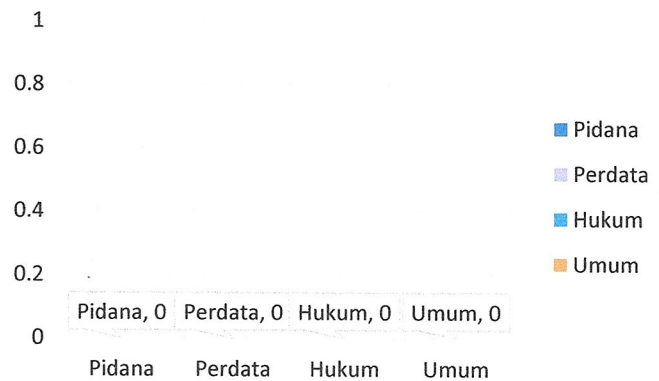 1
0.8
0.6
0.4
0.2
0
Pidana, 0 Perdata, 0 Hukum, 0 Umum, 0
Pidana Perdata Hukum Umum
Pidana
Perdata
Hukum
Umum